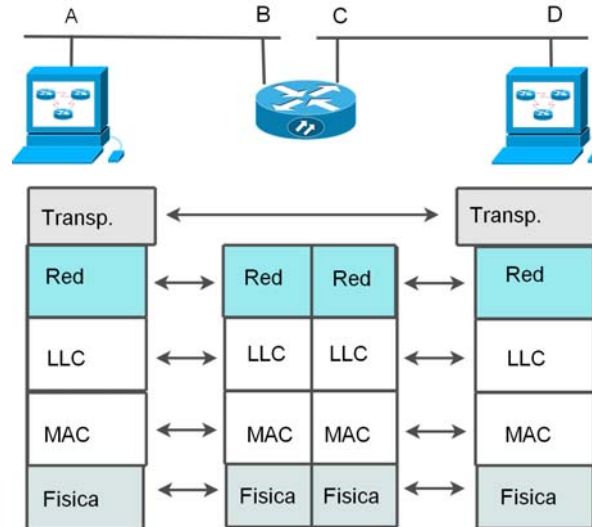 A B C D
Transp. Transp.
Red Red Red Red
LLC LLC LLC LLC
MAC MAC MAC MAC
Fisica Fisica Fisica Fisica